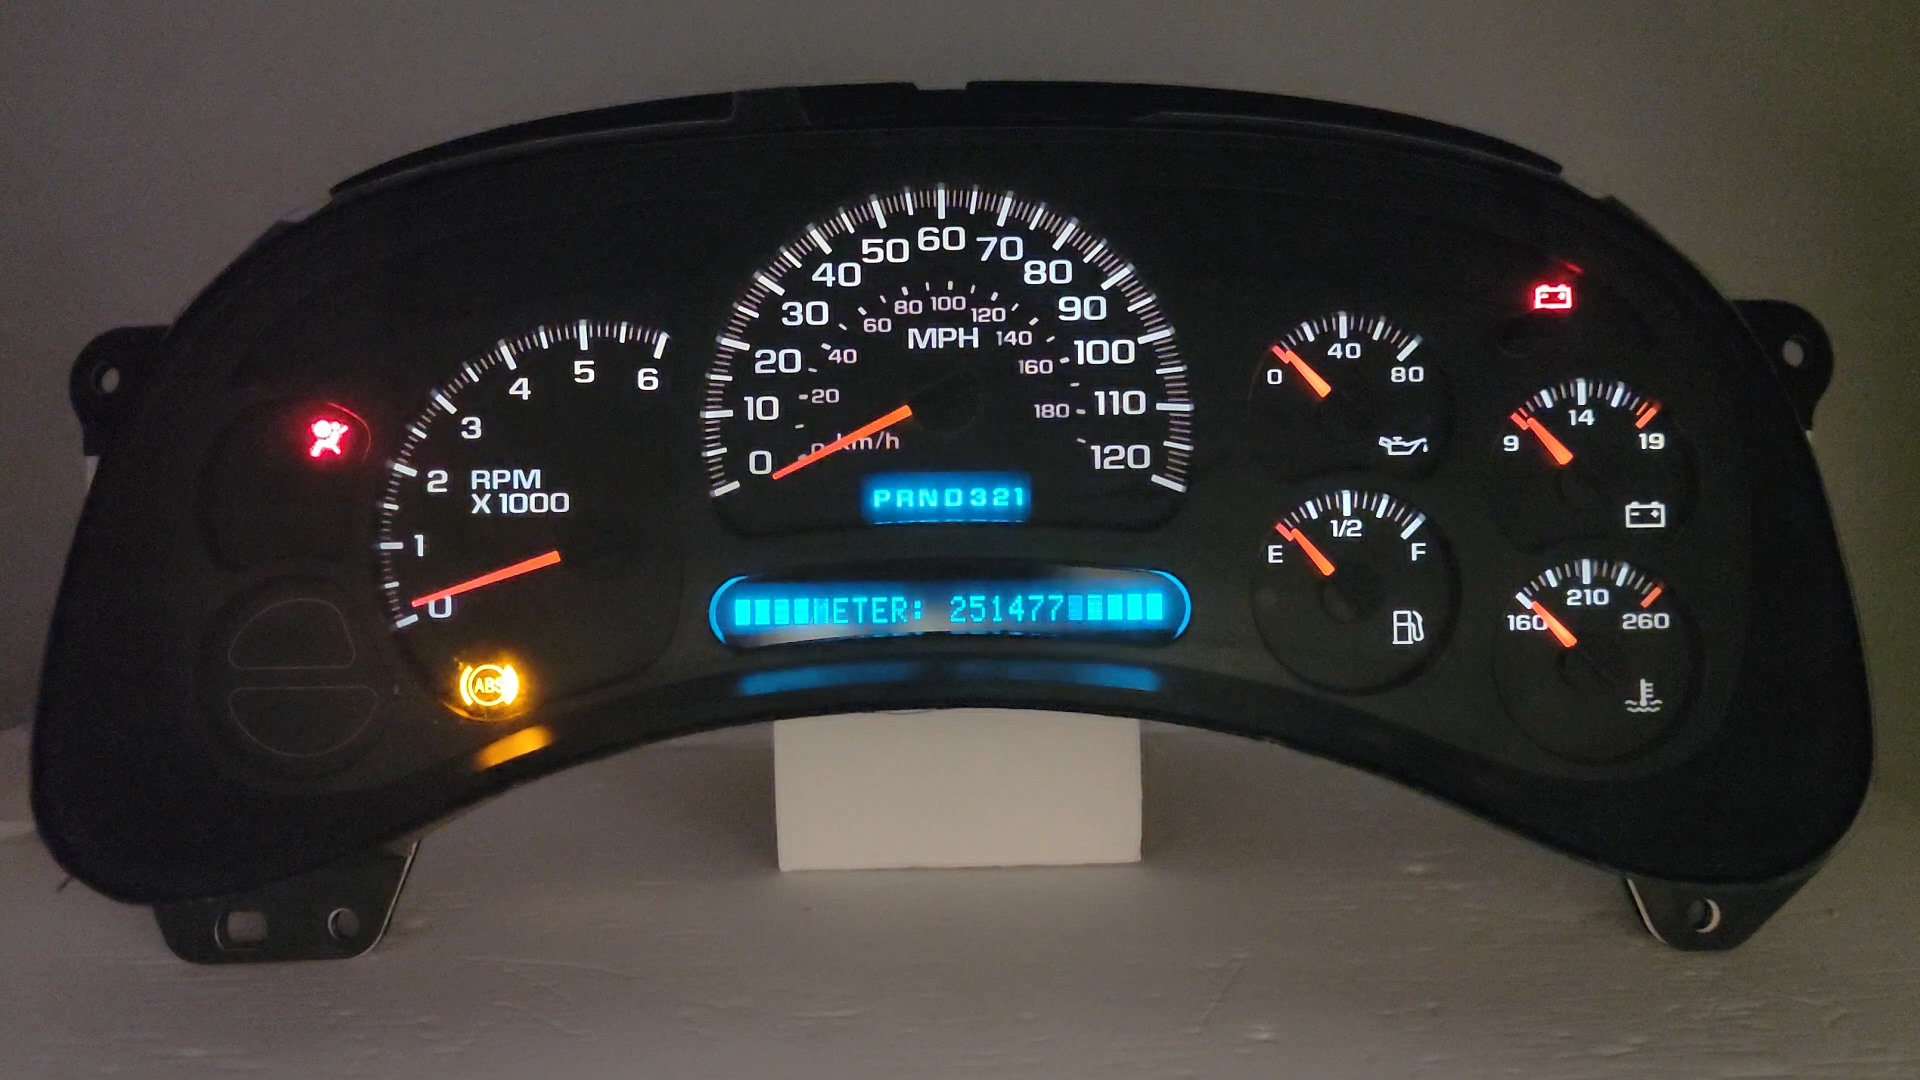 0 1 2 3 4 5 6
RPM
X 1000
ABS
0 10 20 30 40 50 60 70 80 90 100 110 120
20 40 60 80 100 120 140 160 180
MPH
km/h
PRND321
METER: 251477
0 40 80
E 1/2 F
9 14 19
160 210 260